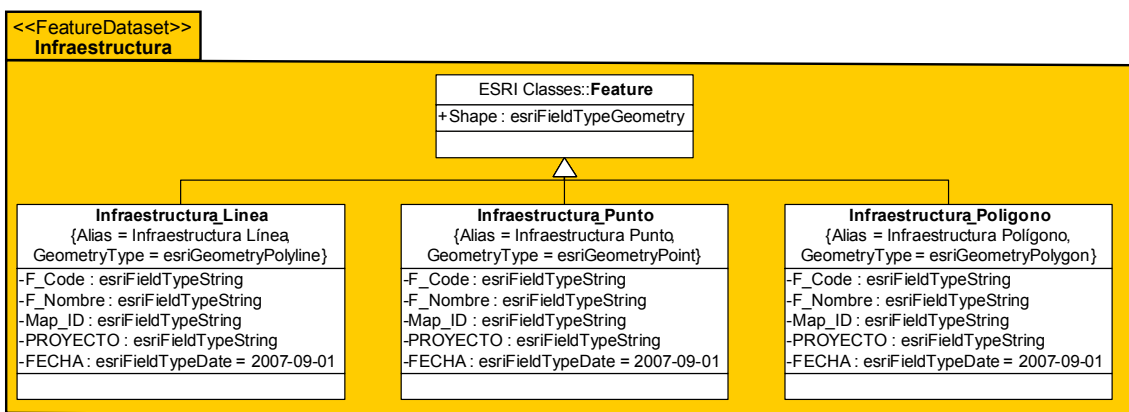 <<FeatureDataset>>
Infraestructura
ESRI Classes::Feature
+Shape : esriFieldTypeGeometry
Infraestructura_Linea
{Alias = Infraestructura Línea,
GeometryType = esriGeometryPolyline}
-F_Code : esriFieldTypeString
-F_Nombre : esriFieldTypeString
-Map_ID : esriFieldTypeString
-PROYECTO : esriFieldTypeString
-FECHA : esriFieldTypeDate = 2007-09-01
Infraestructura_Punto
{Alias = Infraestructura Punto,
GeometryType = esriGeometryPoint}
-F_Code : esriFieldTypeString
-F_Nombre : esriFieldTypeString
-Map_ID : esriFieldTypeString
-PROYECTO : esriFieldTypeString
-FECHA : esriFieldTypeDate = 2007-09-01
Infraestructura_Poligono
{Alias = Infraestructura Polígono,
GeometryType = esriGeometryPolygon}
-F_Code : esriFieldTypeString
-F_Nombre : esriFieldTypeString
-Map_ID : esriFieldTypeString
-PROYECTO : esriFieldTypeString
-FECHA : esriFieldTypeDate = 2007-09-01